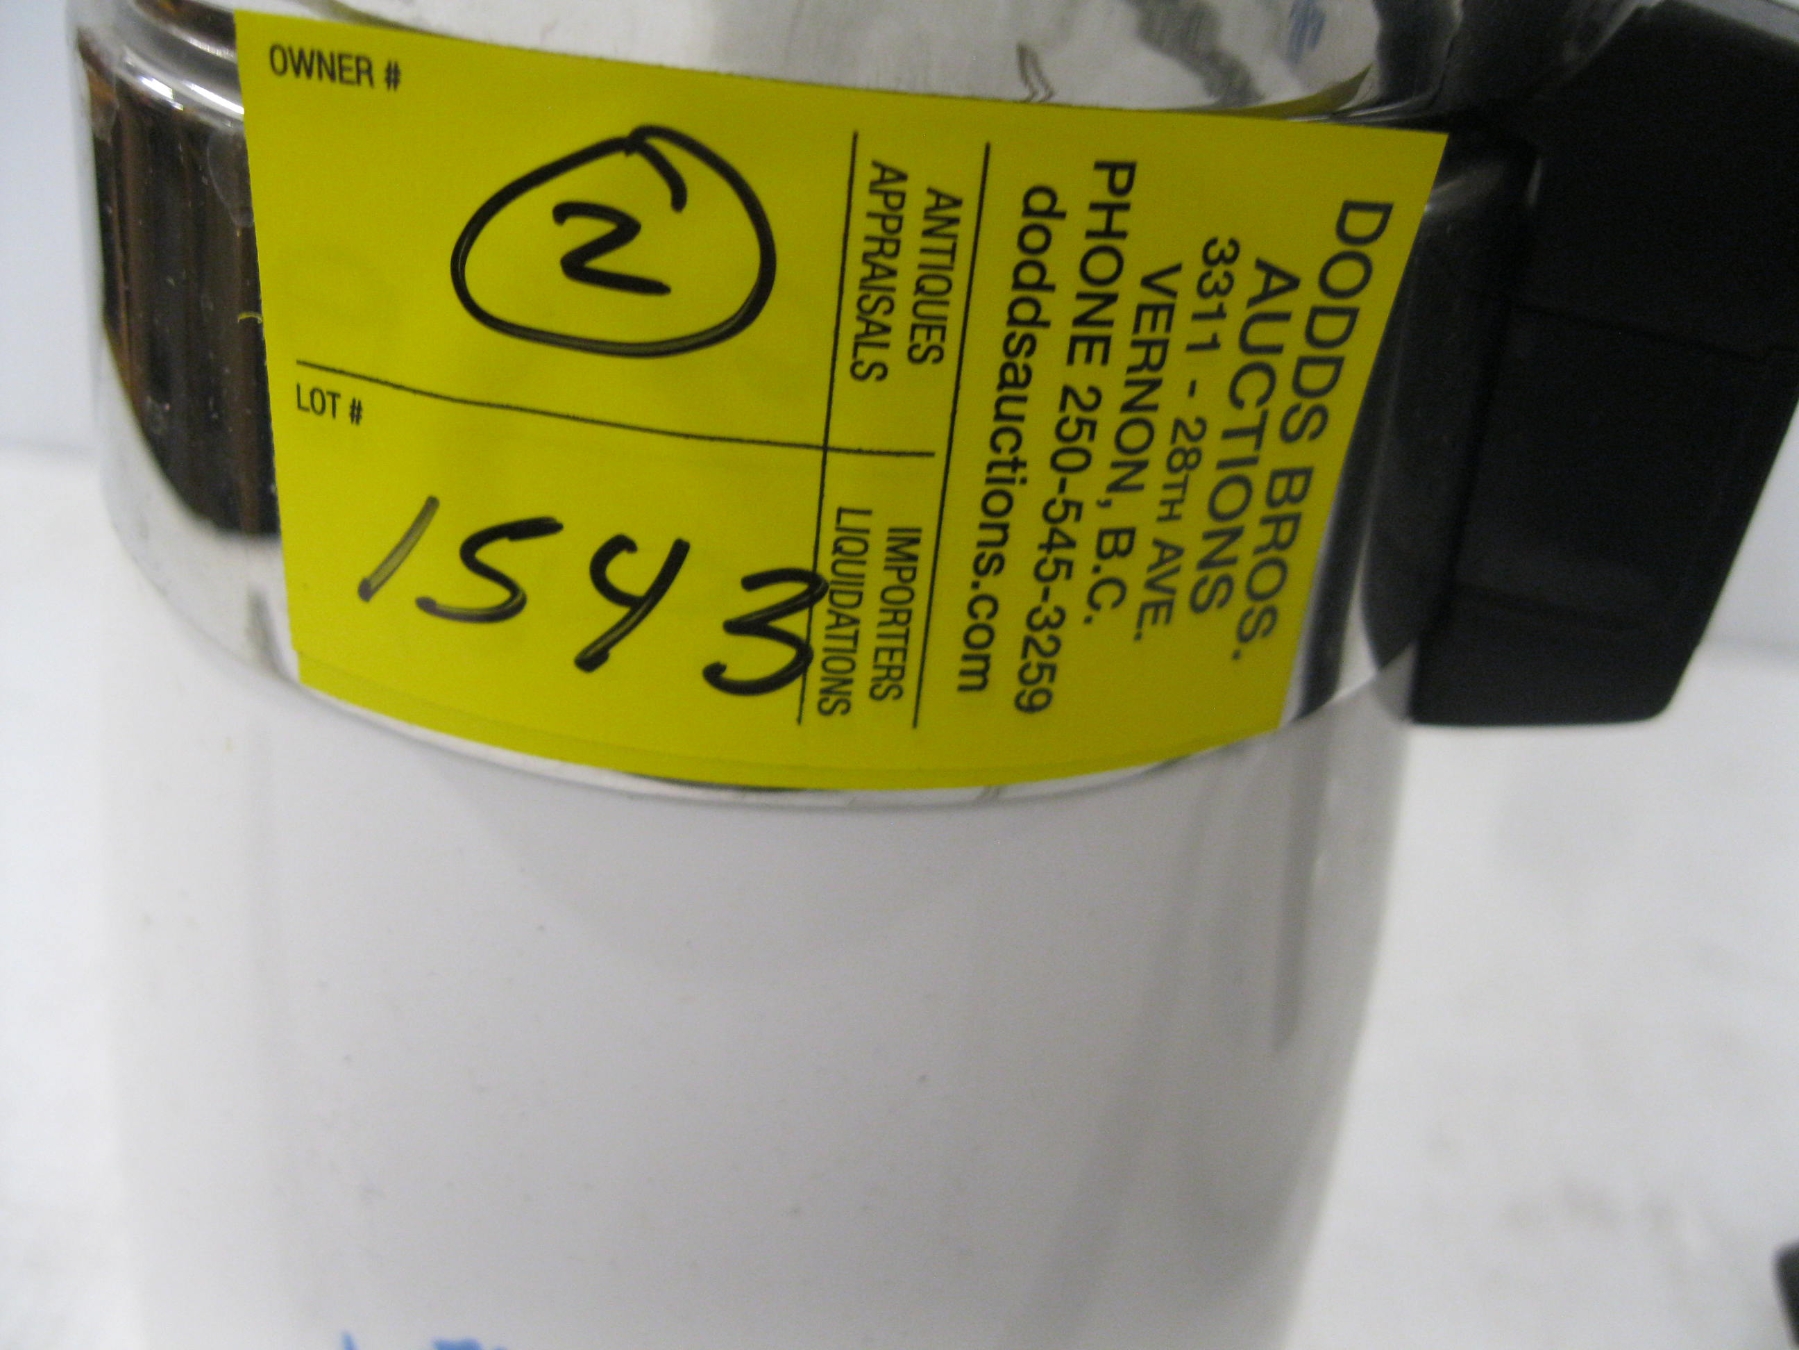 DODDS BROS.
AUCTIONS
3311 - 28TH AVE.
VERNON, B.C.
PHONE 250-545-3259
doddsauctions.com
ANTIQUES
APPRAISALS
IMPORTERS
LIQUIDATIONS
OWNER #
2
LOT #
1543